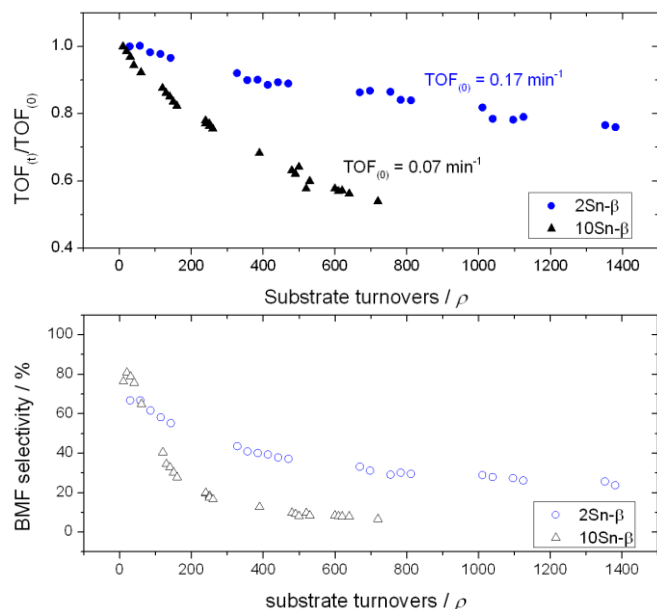 TOF(t)/TOF(0)
1.0
0.8
0.6
0.4
TOF(0) = 0.17 min-1
TOF(0) = 0.07 min-1
2Sn-β
10Sn-β
0 200 400 600 800 1000 1200 1400
Substrate turnovers / ρ
BMF selectivity / %
100
80
60
40
20
0
2Sn-β
10Sn-β
0 200 400 600 800 1000 1200 1400
substrate turnovers / ρ